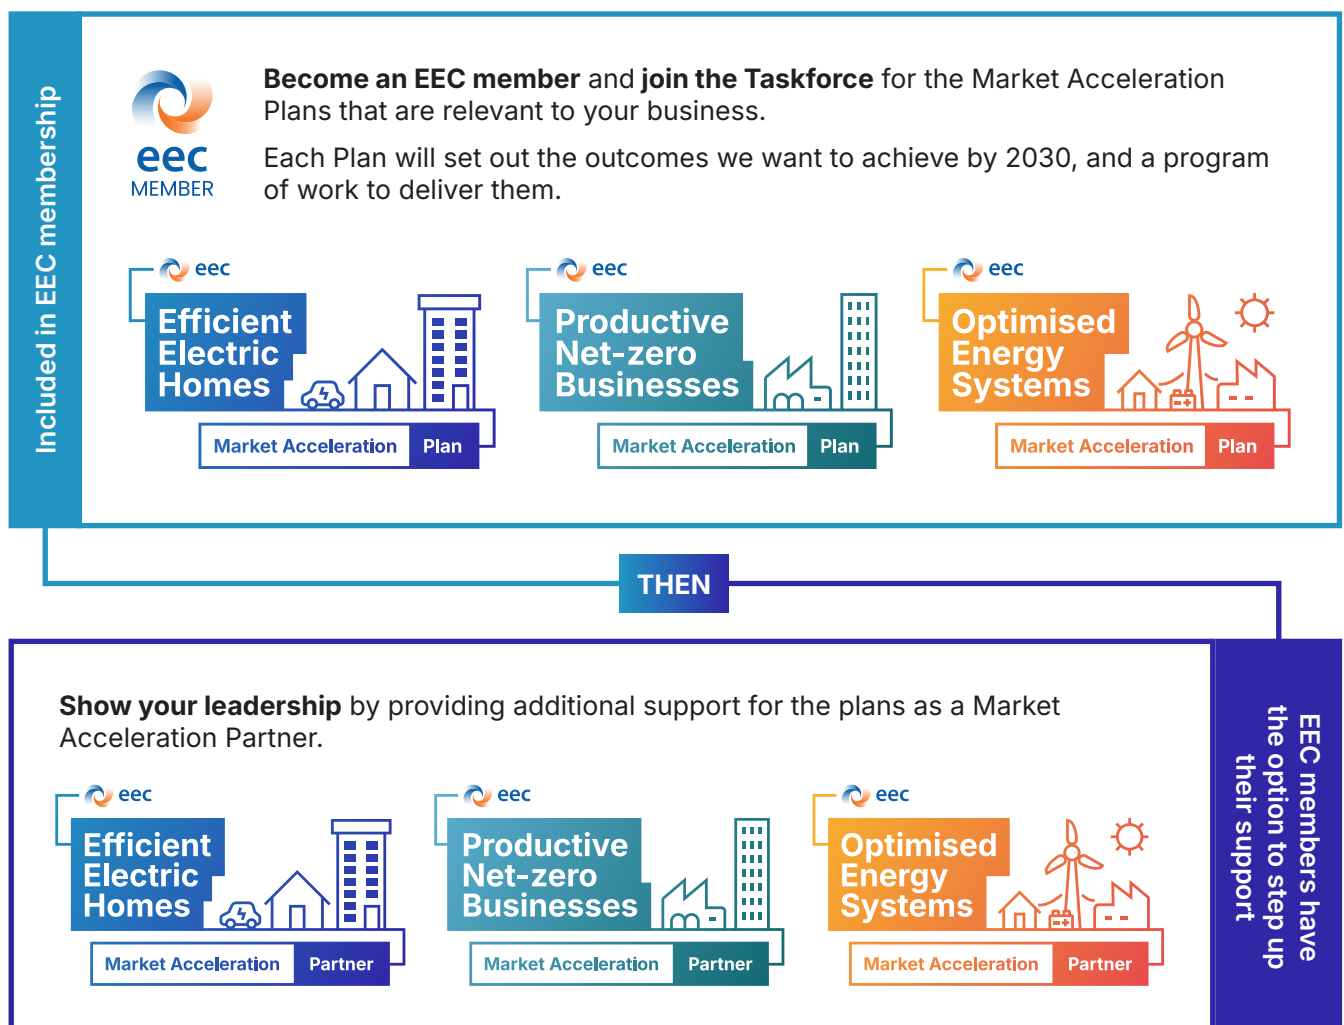 Included in EEC membership
eec
MEMBER
Become an EEC member and join the Taskforce for the Market Acceleration
Plans that are relevant to your business.
Each Plan will set out the outcomes we want to achieve by 2030, and a program
of work to deliver them.
eec
Efficient
Electric
Homes
Market Acceleration Plan
eec
Productive
Net-zero
Businesses
Market Acceleration Plan
eec
Optimised
Energy
Systems
Market Acceleration Plan
THEN
Show your leadership by providing additional support for the plans as a Market
Acceleration Partner.
eec
Efficient
Electric
Homes
Market Acceleration Partner
eec
Productive
Net-zero
Businesses
Market Acceleration Partner
eec
Optimised
Energy
Systems
Market Acceleration Partner
EEC members have
the option to step up
their support